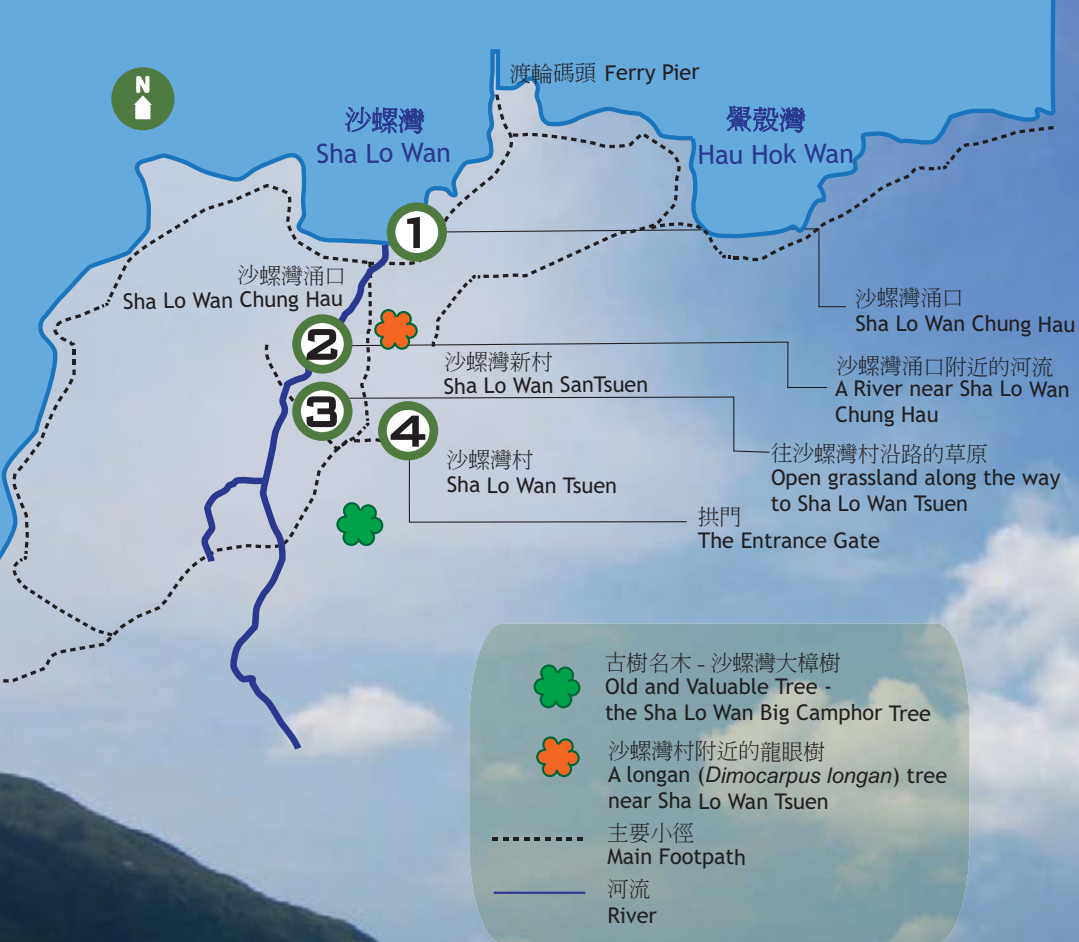 N
渡輪碼頭 Ferry Pier
沙螺灣
Sha Lo Wan
鱟殼灣
Hau Hok Wan
1
沙螺灣涌口
Sha Lo Wan Chung Hau
沙螺灣涌口
Sha Lo Wan Chung Hau
2
沙螺灣新村
Sha Lo Wan SanTsuen
沙螺灣涌口附近的河流
A River near Sha Lo Wan
Chung Hau
3
4
沙螺灣村
Sha Lo Wan Tsuen
往沙螺灣村沿路的草原
Open grassland along the way
to Sha Lo Wan Tsuen
拱門
The Entrance Gate
古樹名木 - 沙螺灣大樟樹
Old and Valuable Tree -
the Sha Lo Wan Big Camphor Tree
沙螺灣村附近的龍眼樹
A longan (Dimocarpus longan) tree
near Sha Lo Wan Tsuen
主要小徑
Main Footpath
河流
River